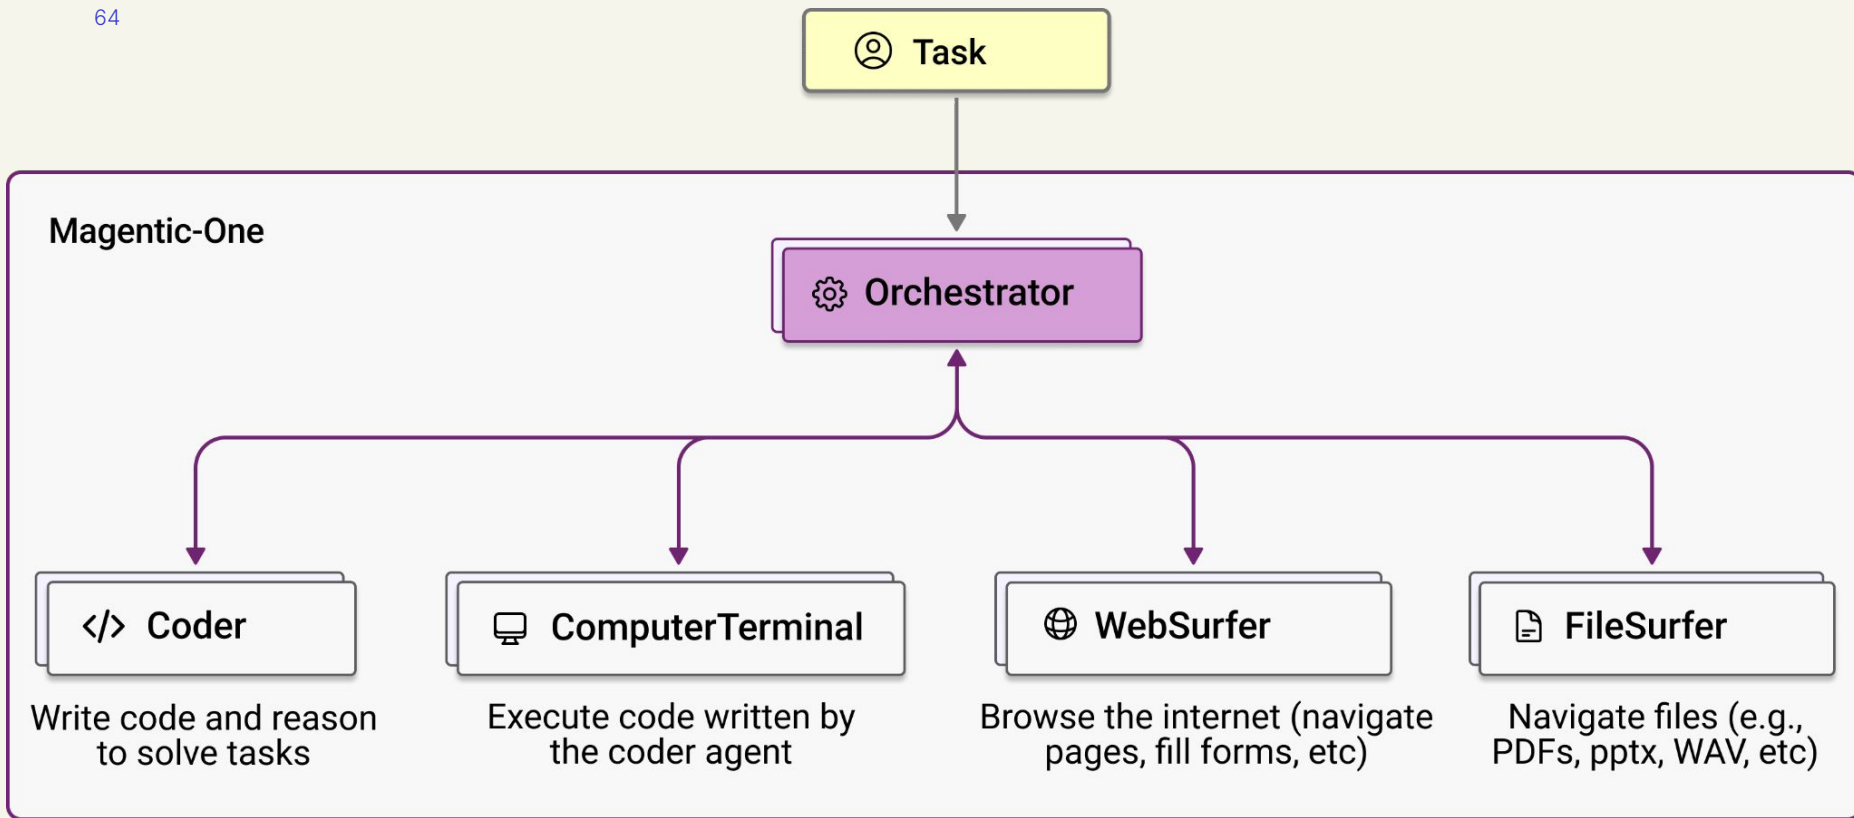 64
Task
Magentic-One
Orchestrator
Coder
ComputerTerminal
WebSurfer
FileSurfer
Write code and reason
to solve tasks
Execute code written by
the coder agent
Browse the internet (navigate
pages, fill forms, etc)
Navigate files (e.g.,
PDFs, pptx, WAV, etc)